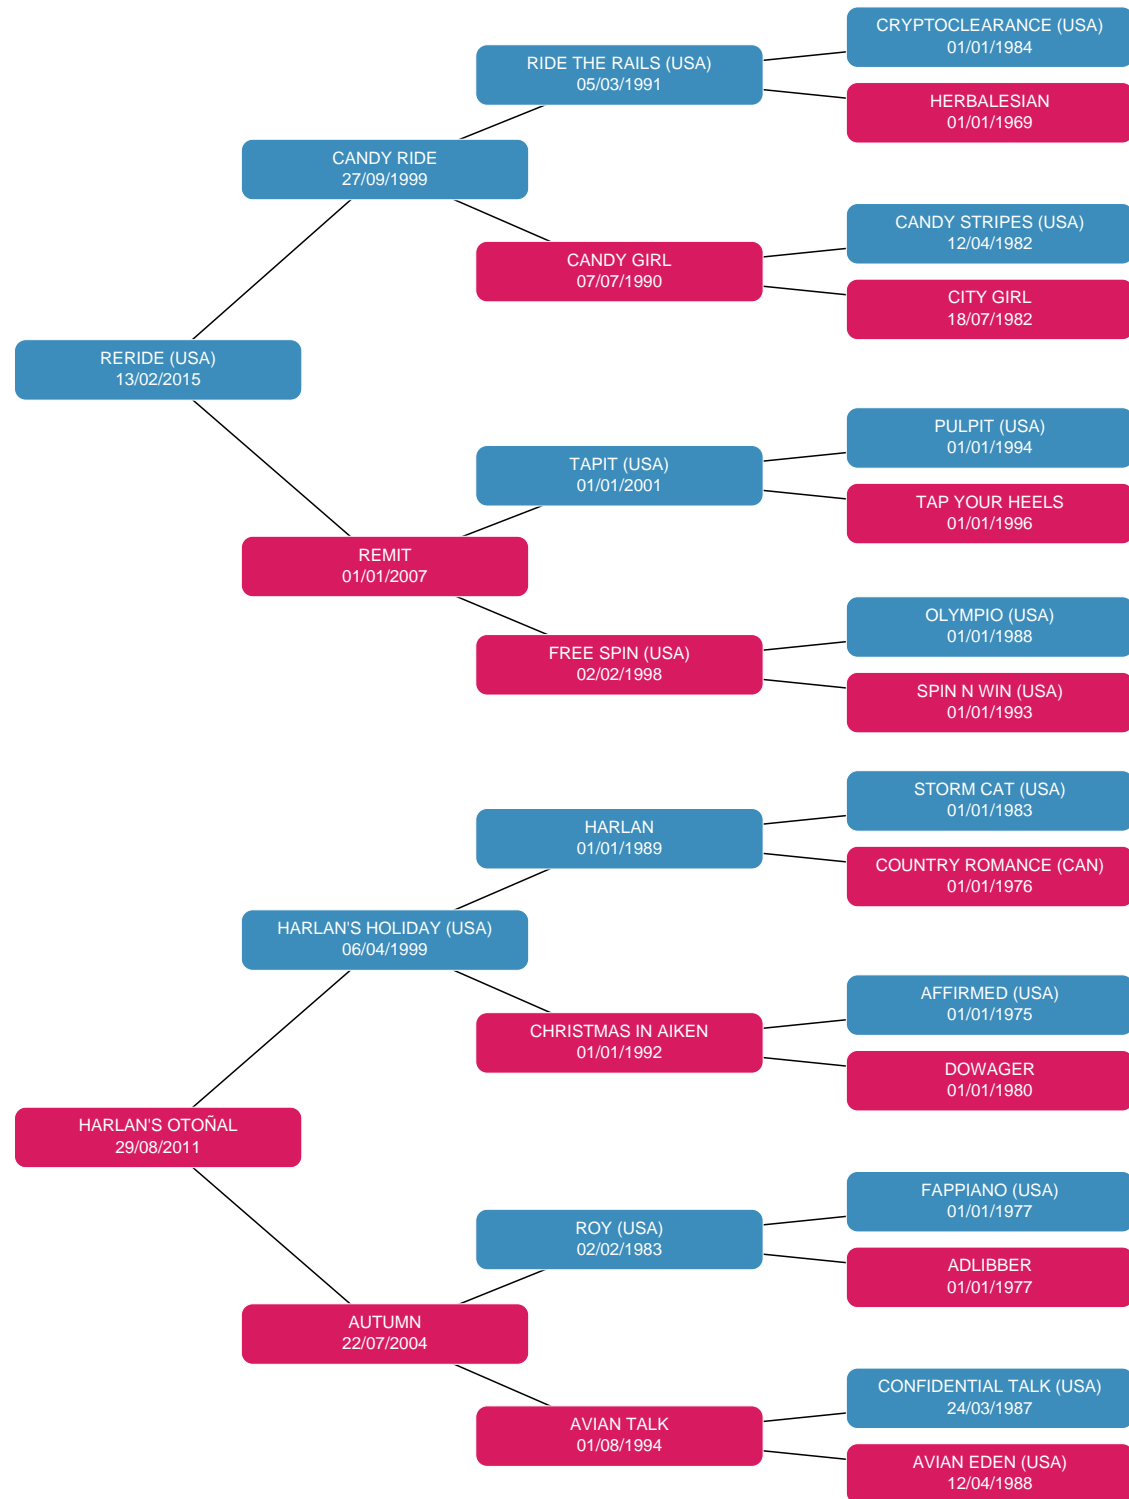 CRYPTOCLEARANCE (USA)
01/01/1984
RIDE THE RAILS (USA)
05/03/1991
HERBALESIAN
01/01/1969
CANDY RIDE
27/09/1999
CANDY STRIPES (USA)
12/04/1982
CANDY GIRL
07/07/1990
CITY GIRL
18/07/1982
RERIDE (USA)
13/02/2015
PULPIT (USA)
01/01/1994
TAPIT (USA)
01/01/2001
TAP YOUR HEELS
01/01/1996
REMIT
01/01/2007
OLYMPIO (USA)
01/01/1988
FREE SPIN (USA)
02/02/1998
SPIN N WIN (USA)
01/01/1993
STORM CAT (USA)
01/01/1983
HARLAN
01/01/1989
COUNTRY ROMANCE (CAN)
01/01/1976
HARLAN'S HOLIDAY (USA)
06/04/1999
AFFIRMED (USA)
01/01/1975
CHRISTMAS IN AIKEN
01/01/1992
DOWAGER
01/01/1980
HARLAN'S OTOÑAL
29/08/2011
FAPPIANO (USA)
01/01/1977
ROY (USA)
02/02/1983
ADLIBBER
01/01/1977
AUTUMN
22/07/2004
CONFIDENTIAL TALK (USA)
24/03/1987
AVIAN TALK
01/08/1994
AVIAN EDEN (USA)
12/04/1988